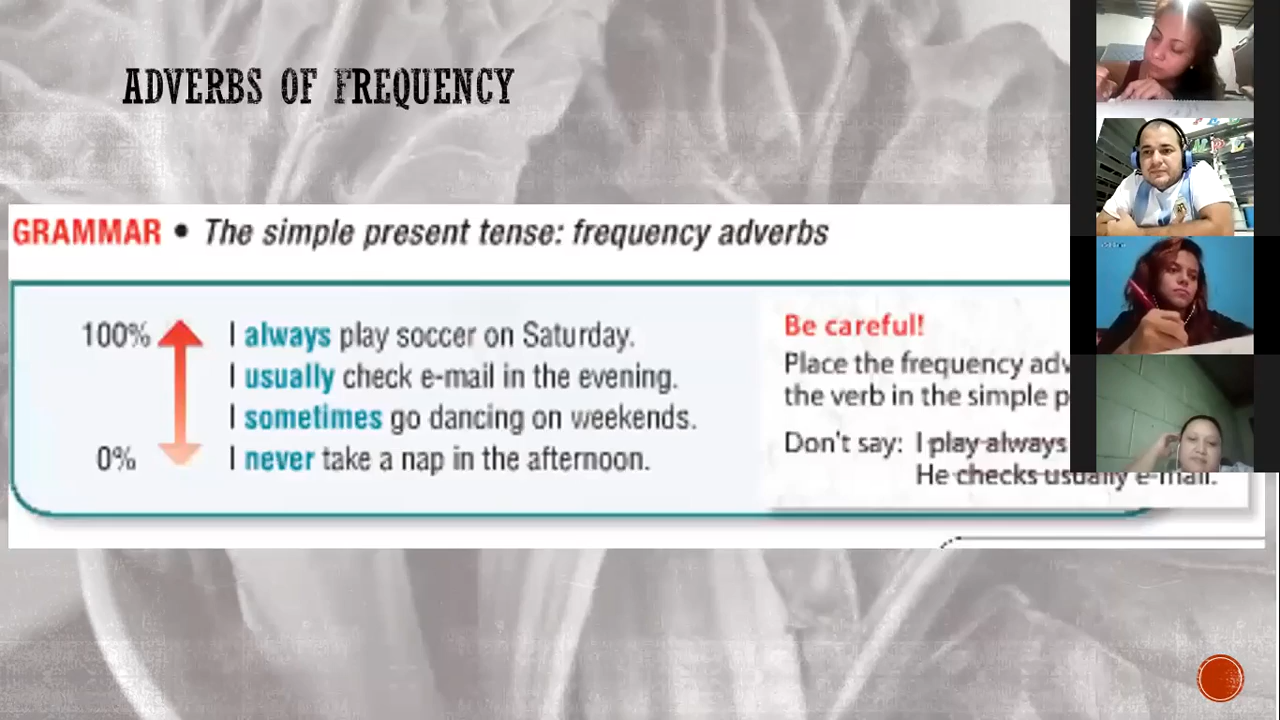 ADVERBS OF FREQUENCY
GRAMMAR • The simple present tense: frequency adverbs
100% I always play soccer on Saturday.
I usually check e-mail in the evening.
I sometimes go dancing on weekends.
0% I never take a nap in the afternoon.
Be careful!
Place the frequency adv
the verb in the simple p
Don't say: I play always
He checks usually e-mail.